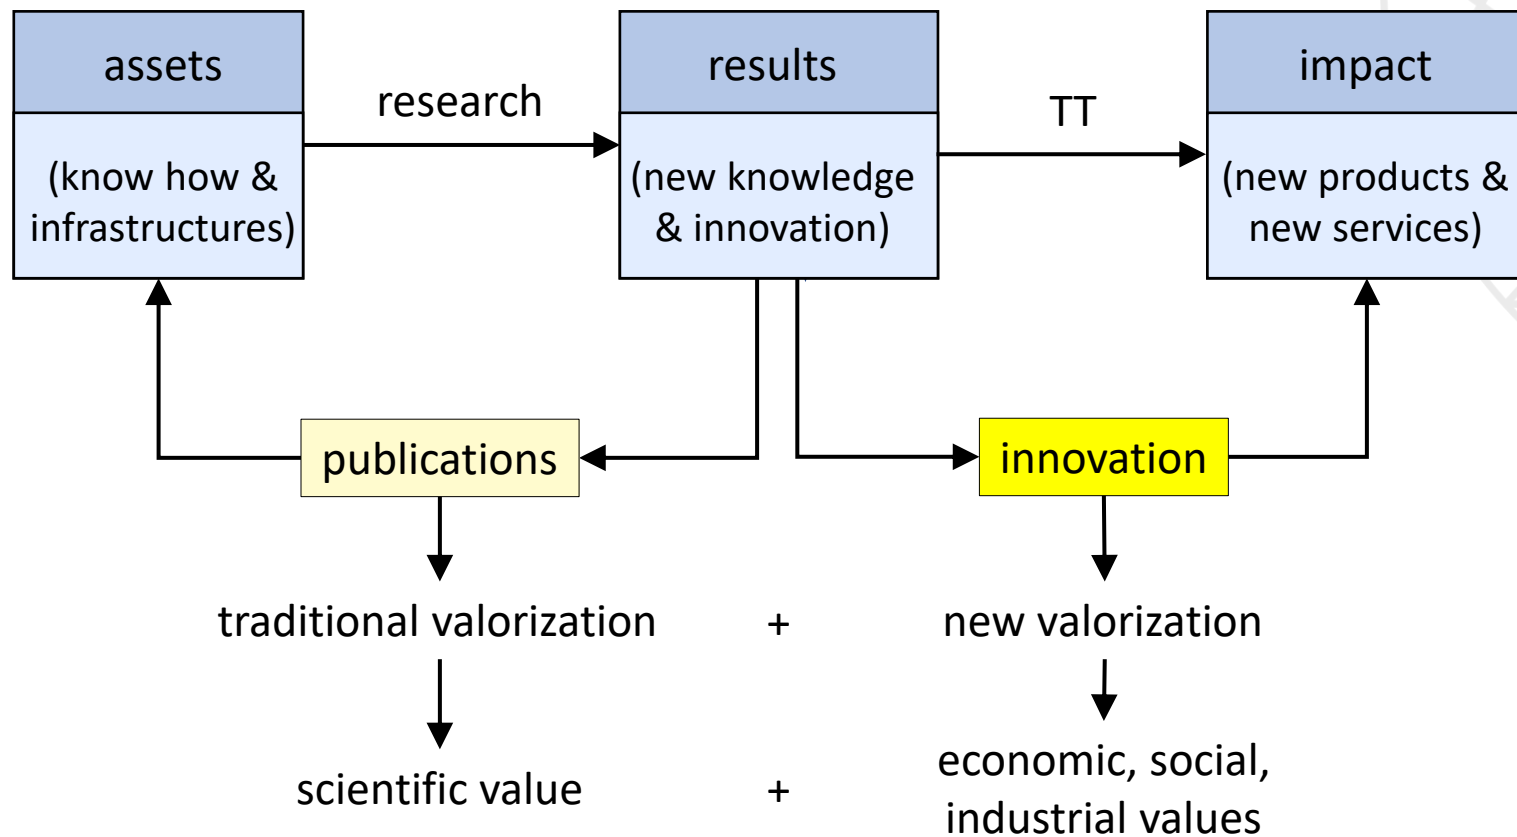 assets
research
results
TT
impact
(know how &
infrastructures)
(new knowledge
& innovation)
(new products &
new services)
publications
innovation
traditional valorization
+
new valorization
scientific value
+
economic, social,
industrial values